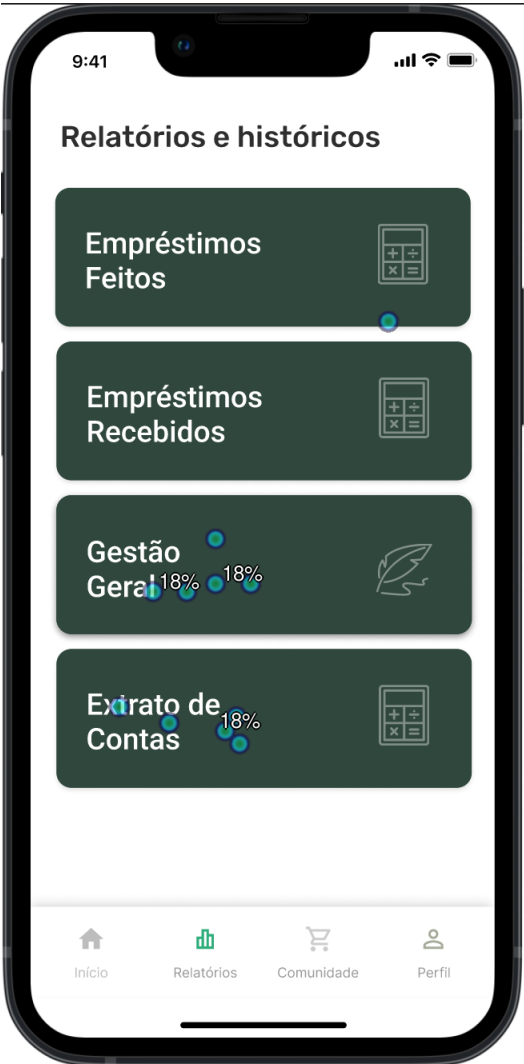 9:41
Relatórios e históricos
Empréstimos
Feitos
Empréstimos
Recebidos
Gestão
Geral
18%
18%
Extrato de
18%
Contas
Início
Relatórios
Comunidade
Perfil